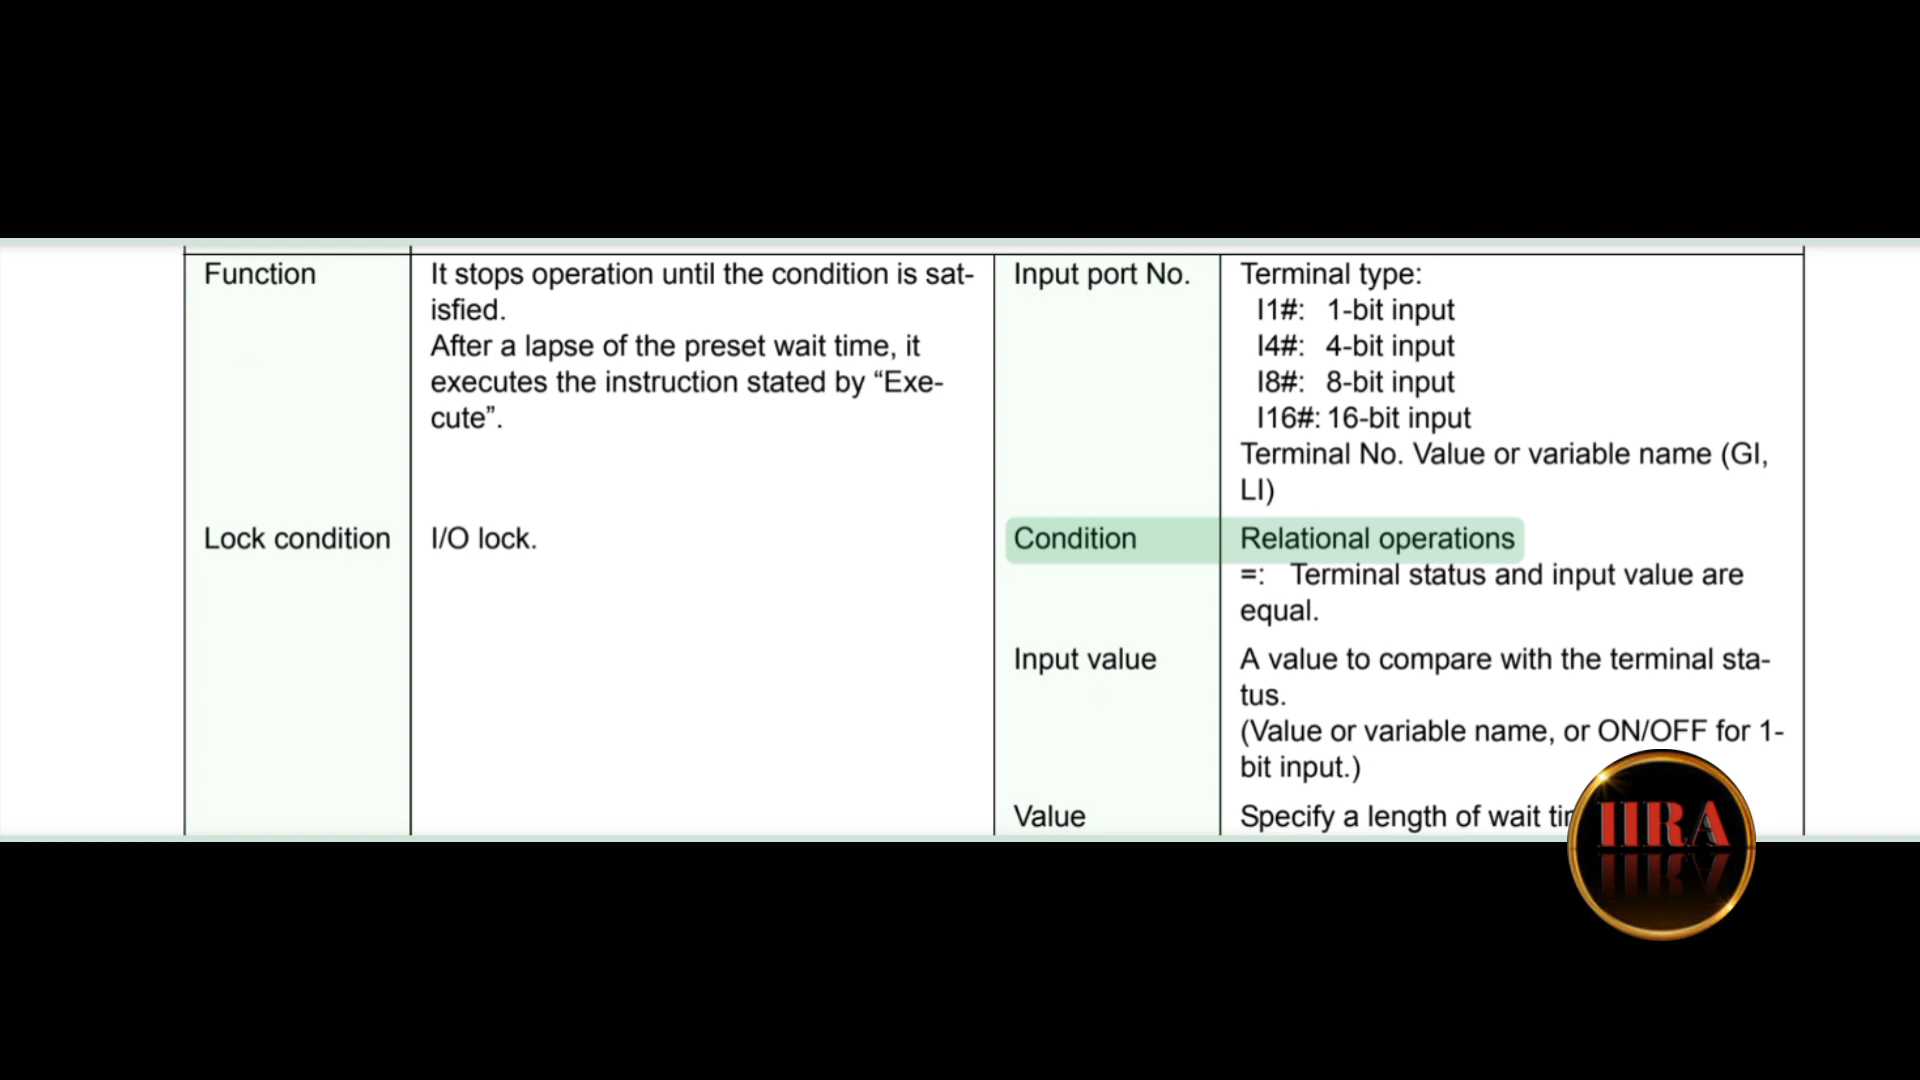 Function
It stops operation until the condition is sat-
isfied.
After a lapse of the preset wait time, it
executes the instruction stated by “Exe-
cute”.
Lock condition
I/O lock.
Input port No.
Terminal type:
I1#: 1-bit input
I4#: 4-bit input
I8#: 8-bit input
I16#: 16-bit input
Terminal No. Value or variable name (GI,
LI)
Condition
Relational operations
=: Terminal status and input value are
equal.
Input value
A value to compare with the terminal sta-
tus.
(Value or variable name, or ON/OFF for 1-
bit input.)
Value
Specify a length of wait
IIRA